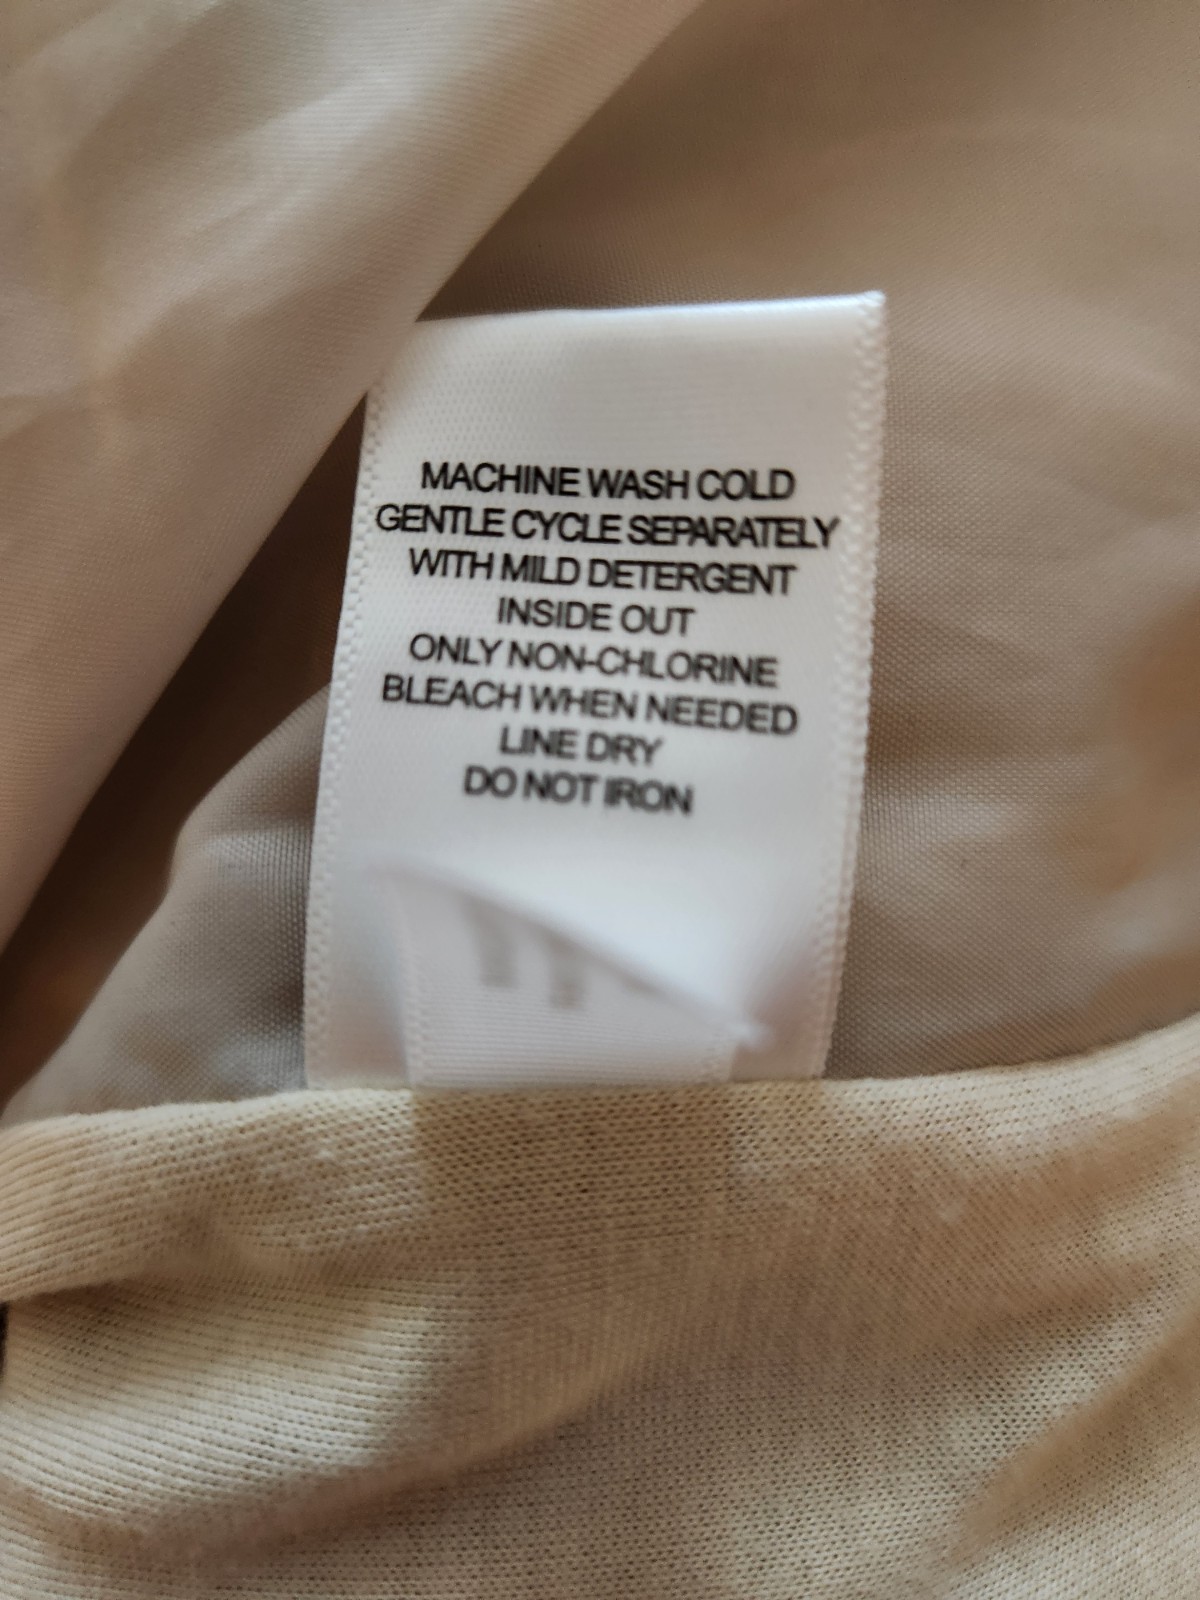 MACHINE WASH COLD
GENTLE CYCLE SEPARATELY
WITH MILD DETERGENT
INSIDE OUT
ONLY NON-CHLORINE
BLEACH WHEN NEEDED
LINE DRY
DO NOT IRON